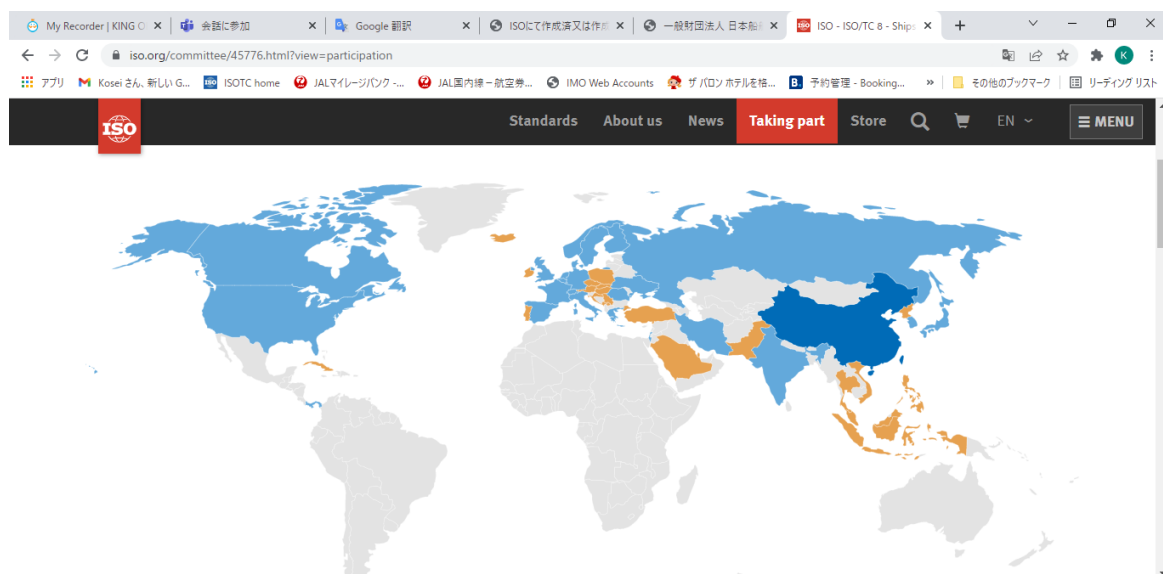 My Recorder | KING O
会話に参加
Google 翻訳
ISOにて作成済又は作成
一般財団法人 日本船舶
ISO - ISO/TC 8 - Ships
iso.org/committee/45776.html?view=participation
K
アプリ
Kosei さん、新しい G...
ISO
ISOTC home
JALマイレージバンク -...
JAL国内線－航空券...
IMO Web Accounts
ザ バロン ホテルを格...
B.
予約管理 - Booking...
»
その他のブックマーク
リーディング リスト
ISO
Standards
About us
News
Taking part
Store
EN
MENU